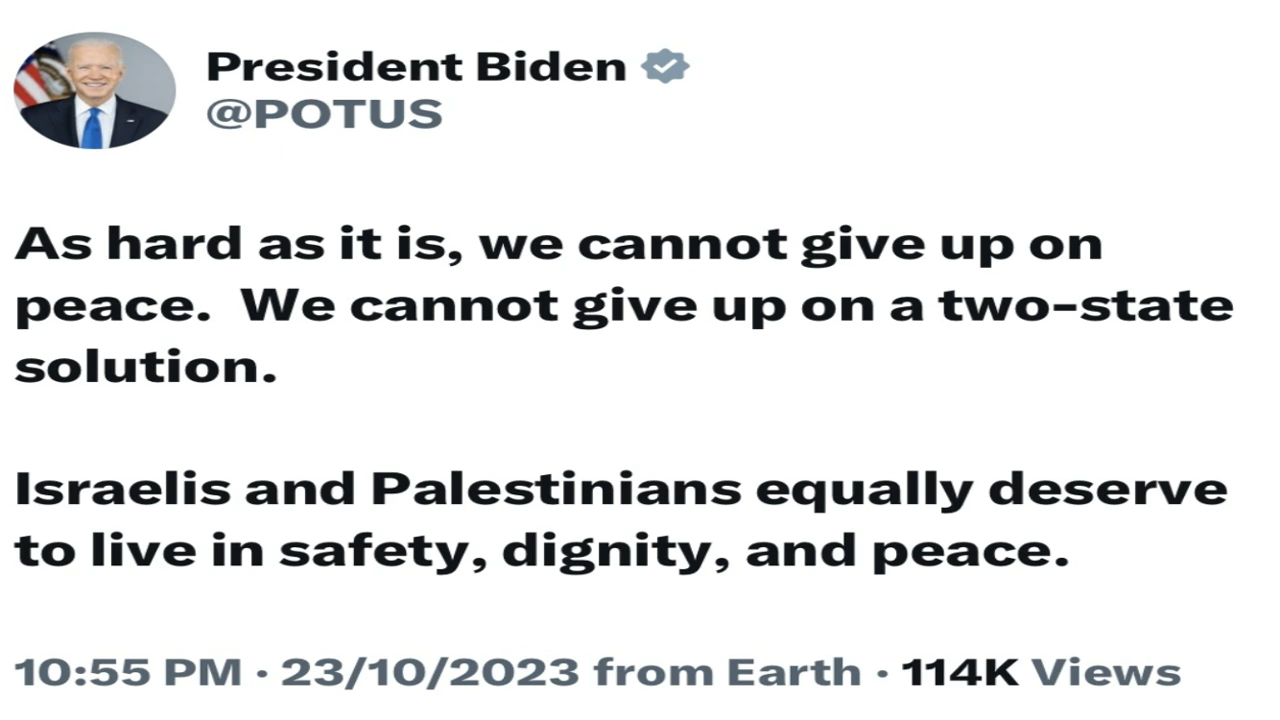 President Biden
@POTUS
As hard as it is, we cannot give up on
peace.  We cannot give up on a two-state
solution.
Israelis and Palestinians equally deserve
to live in safety, dignity, and peace.
10:55 PM · 23/10/2023 from Earth · 114K Views